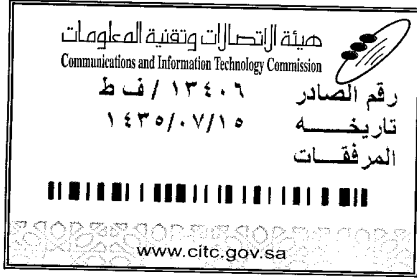 هيئة الاتصالات وتقنية المعلومات
Communications and Information Technology Commission
رقم الصادر ١٣٤٠٦ / ف ط
تاريخه ١٤٣٥/٠٧/١٥
المرفقات
www.citc.gov.sa